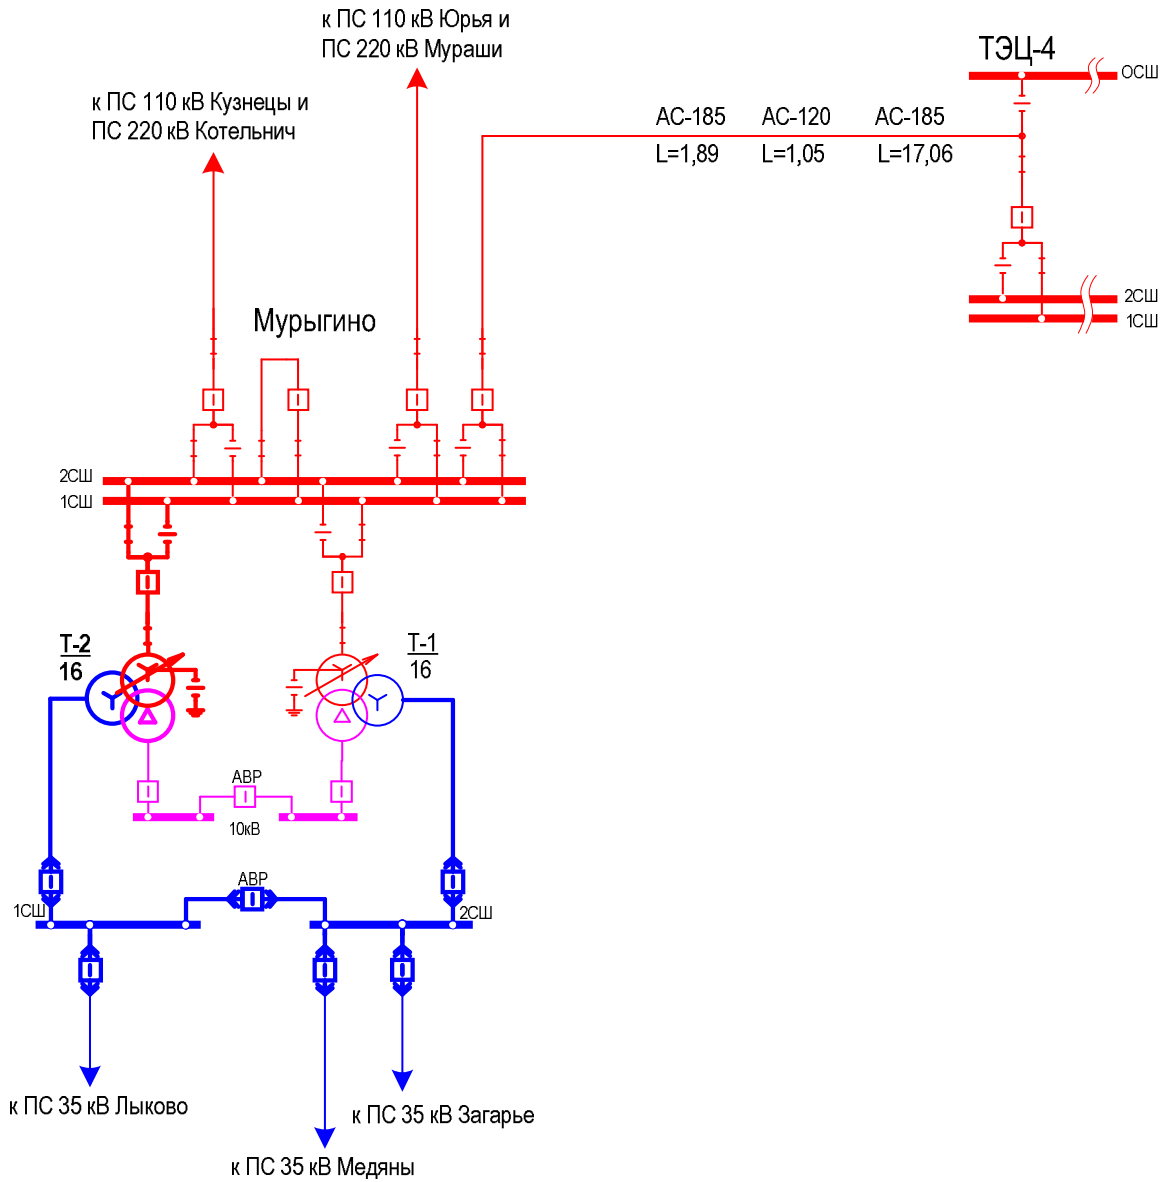 к ПС 110 кВ Юрья и
ПС 220 кВ Мураши
ТЭЦ-4
ОСШ
к ПС 110 кВ Кузнецы и
ПС 220 кВ Котельнич
АС-185 АС-120 АС-185
L=1,89 L=1,05 L=17,06
2СШ
1СШ
Мурыгино
2СШ
1СШ
Т-2
16
Т-1
16
АВР
10кВ
АВР
1СШ
2СШ
к ПС 35 кВ Лыково
к ПС 35 кВ Загарье
к ПС 35 кВ Медяны